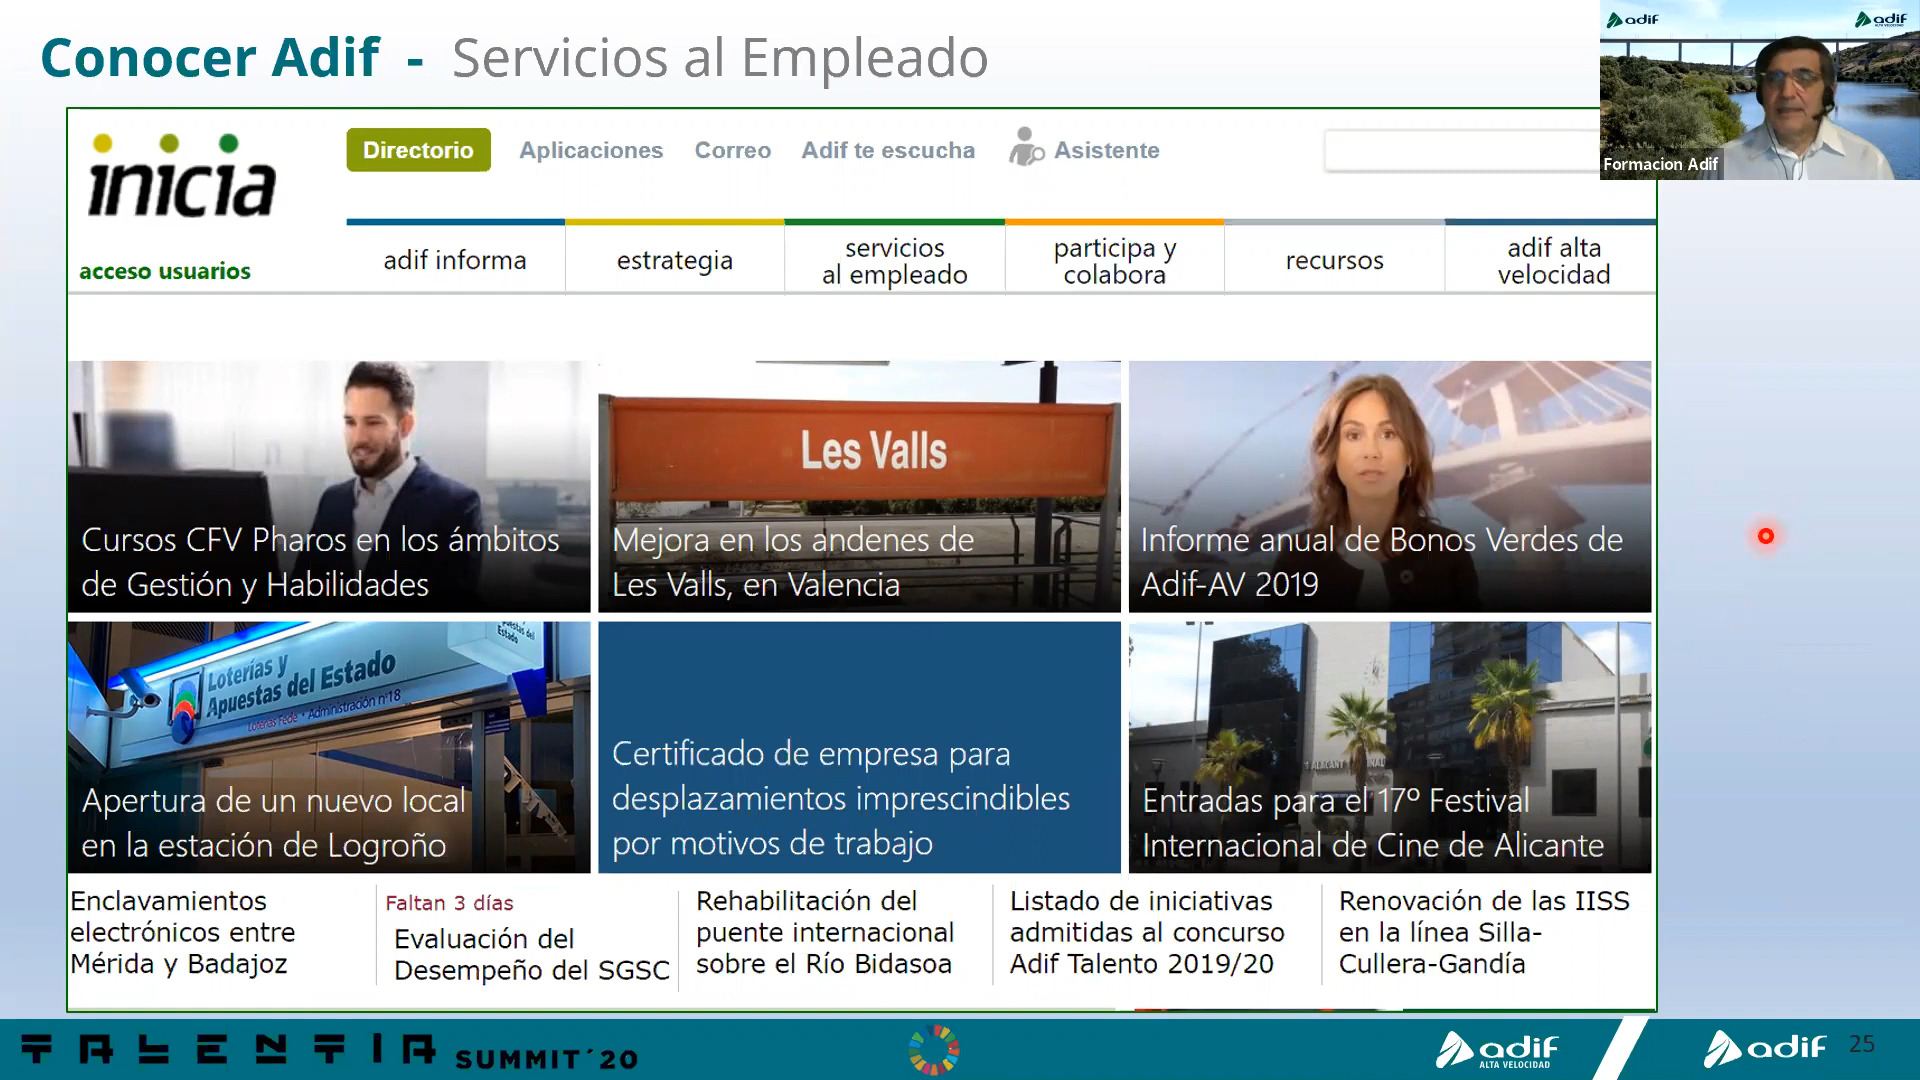 Conocer Adif - Servicios al Empleado
adif
adif
Formacion Adif
inicia
acceso usuarios
Directorio
Aplicaciones
Correo
Adif te escucha
Asistente
adif informa
estrategia
servicios
al empleado
participa y
colabora
recursos
adif alta
velocidad
Cursos CFV Pharos en los ámbitos
de Gestión y Habilidades
Les Valls
Mejora en los andenes de
Les Valls, en Valencia
Informe anual de Bonos Verdes de
Adif-AV 2019
Loterías y
Apuestas del Estado
Administración nº18
Apuestas del
Estado
Apertura de un nuevo local
en la estación de Logroño
Certificado de empresa para
desplazamientos imprescindibles
por motivos de trabajo
Entradas para el 17º Festival
Internacional de Cine de Alicante
Enclavamientos
electrónicos entre
Mérida y Badajoz
Faltan 3 días
Evaluación del
Desempeño del SGSC
Rehabilitación del
puente internacional
sobre el Río Bidasoa
Listado de iniciativas
admitidas al concurso
Adif Talento 2019/20
Renovación de las IISS
en la línea Silla-
Cullera-Gandía
TALENTIA SUMMIT´20
adif
ALTA VELOCIDAD
adif
25